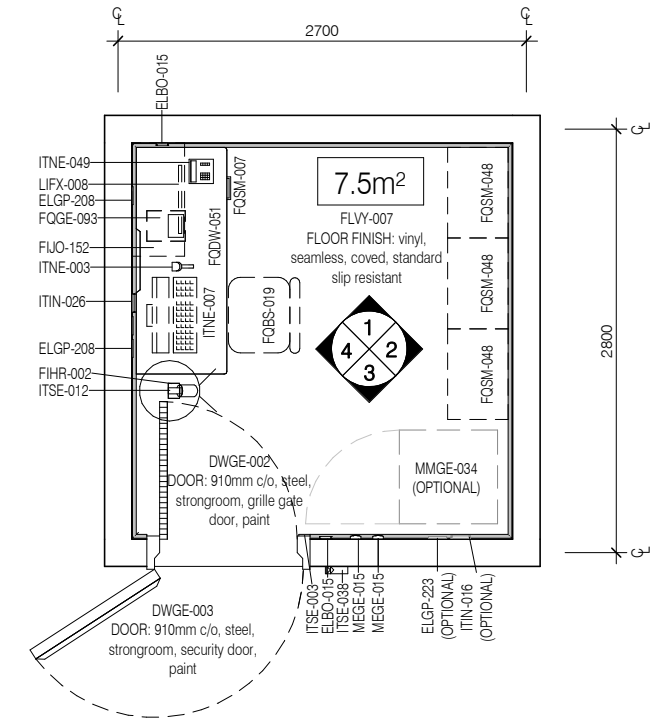 ℄
℄
2700
ELBO-015
℄
ITNE-049
LIFX-008
ELGP-208
FQGE-093
FIJO-152
ITNE-003
ITIN-026
ELGP-208
FIHR-002
ITSE-012
FQSM-007
FQDW-051
ITNE-007
FQBS-019
7.5m²
FLVY-007
FLOOR FINISH: vinyl,
seamless, coved, standard
slip resistant
1
4
2
3
FQSM-048
FQSM-048
FQSM-048
2800
MMGE-034
(OPTIONAL)
DWGE-002
DOOR: 910mm c/o, steel,
strongroom, grille gate
door, paint
℄
ITSE-003
ELBO-015
ITSE-038
MEGE-015
MEGE-015
ELGP-223
(OPTIONAL)
ITIN-016
(OPTIONAL)
DWGE-003
DOOR: 910mm c/o, steel,
strongroom, security door,
paint